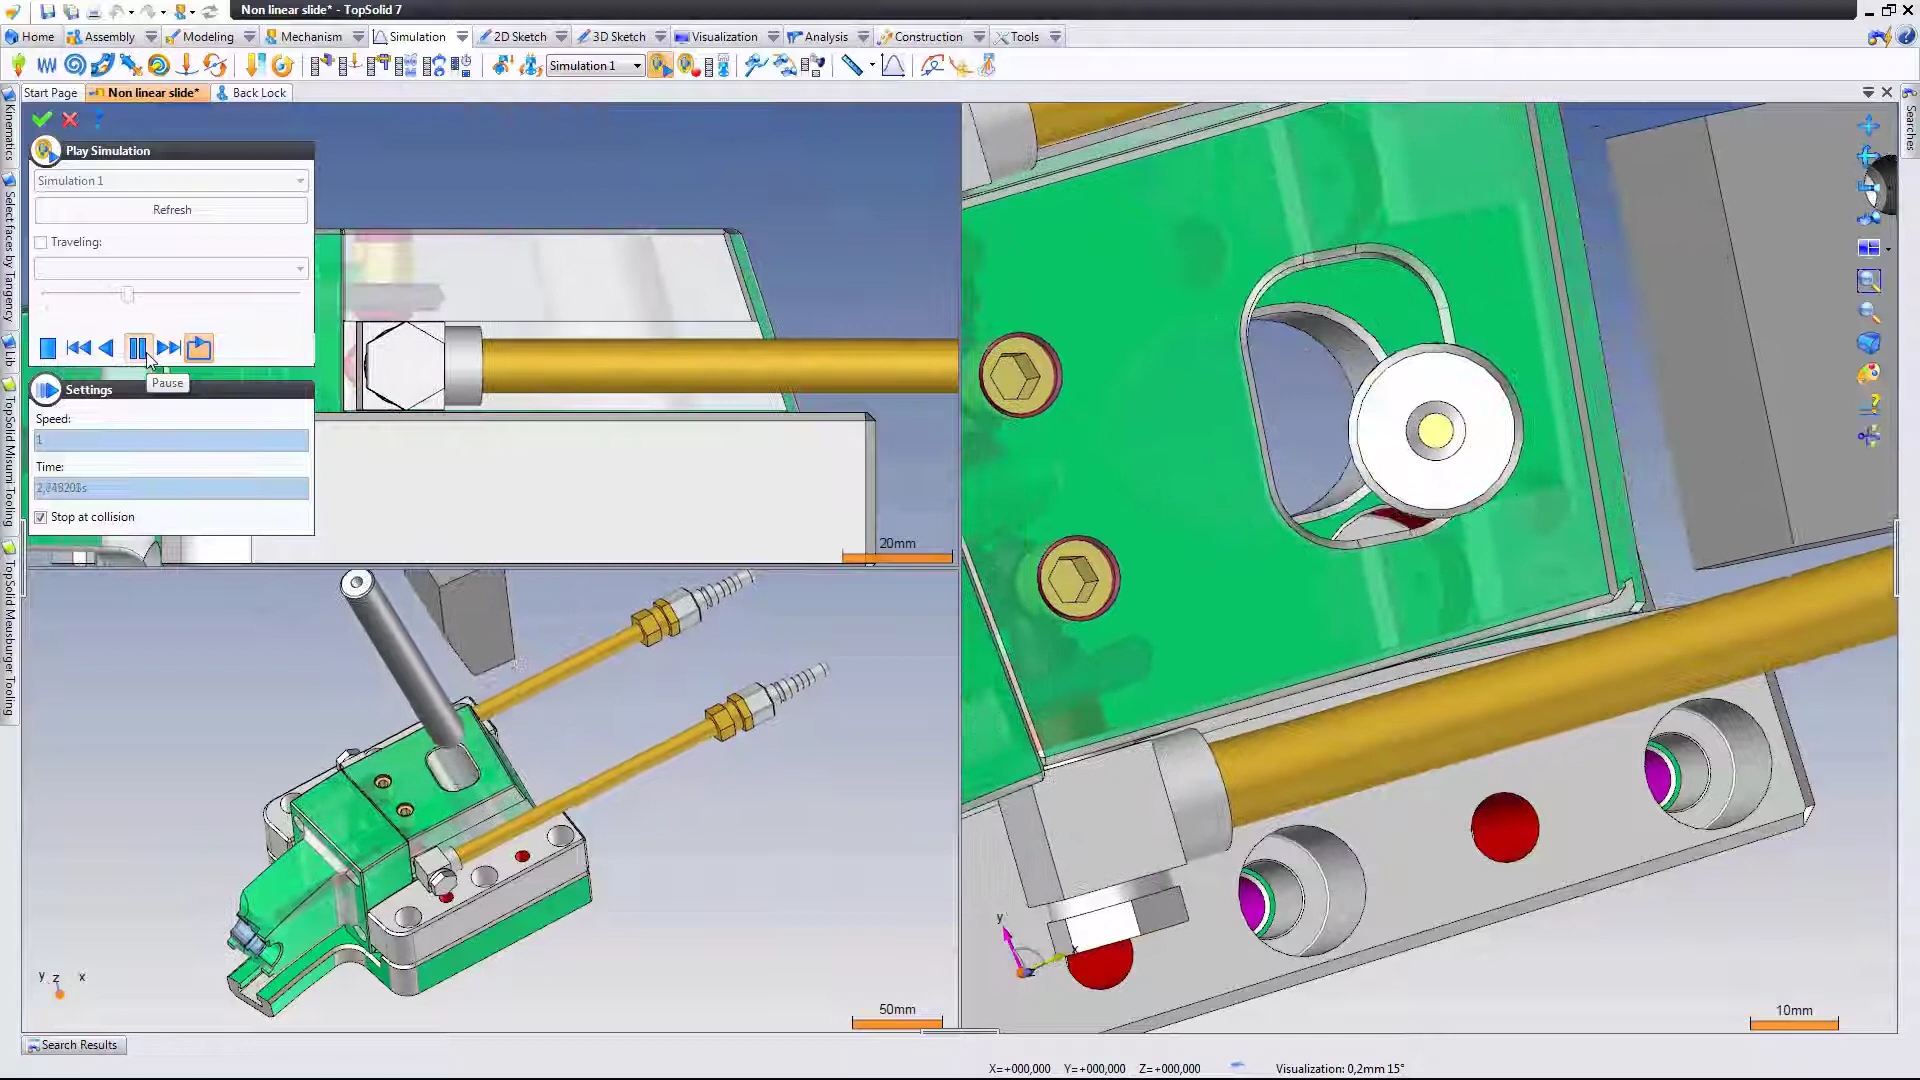 Non linear slide* - TopSolid 7
Home
Assembly
Modeling
Mechanism
Simulation
2D Sketch
3D Sketch
Visualization
Analysis
Construction
Tools
Simulation 1
Start Page
Non linear slide*
Back Lock
Kinematics
Select faces by Tangency
Lib
TopSolid Misumi Tooling
TopSolid Meusburger Tooling
Searches
Play Simulation
Simulation 1
Refresh
Traveling:
Pause
Settings
Speed:
1
Time:
Stop at collision
20mm
50mm
10mm
y z x
y
x
z
Search Results
X=+000,000 Y=+000,000 Z=+000,000
Visualization: 0,2mm 15°